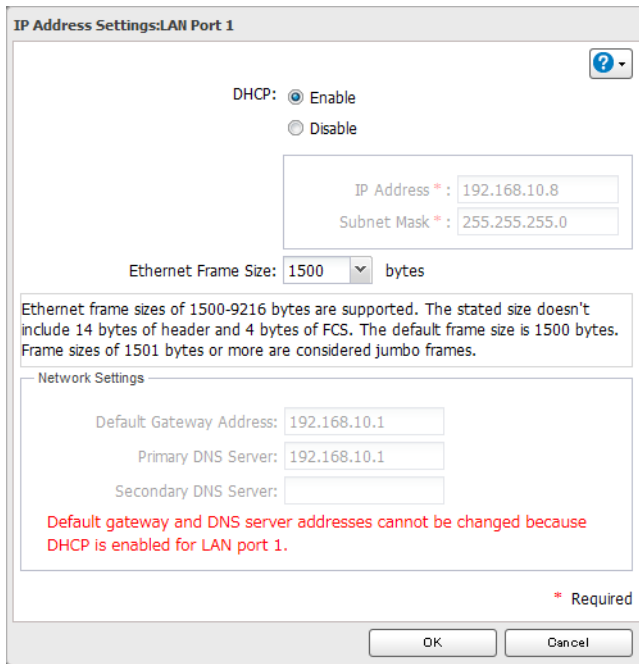 IP Address Settings:LAN Port 1
DHCP: Enable
Disable
IP Address * : 192.168.10.8
Subnet Mask * : 255.255.255.0
Ethernet Frame Size: 1500 bytes
Ethernet frame sizes of 1500-9216 bytes are supported. The stated size doesn't
include 14 bytes of header and 4 bytes of FCS. The default frame size is 1500 bytes.
Frame sizes of 1501 bytes or more are considered jumbo frames.
Network Settings
Default Gateway Address: 192.168.10.1
Primary DNS Server: 192.168.10.1
Secondary DNS Server:
Default gateway and DNS server addresses cannot be changed because
DHCP is enabled for LAN port 1.
* Required
OK Cancel